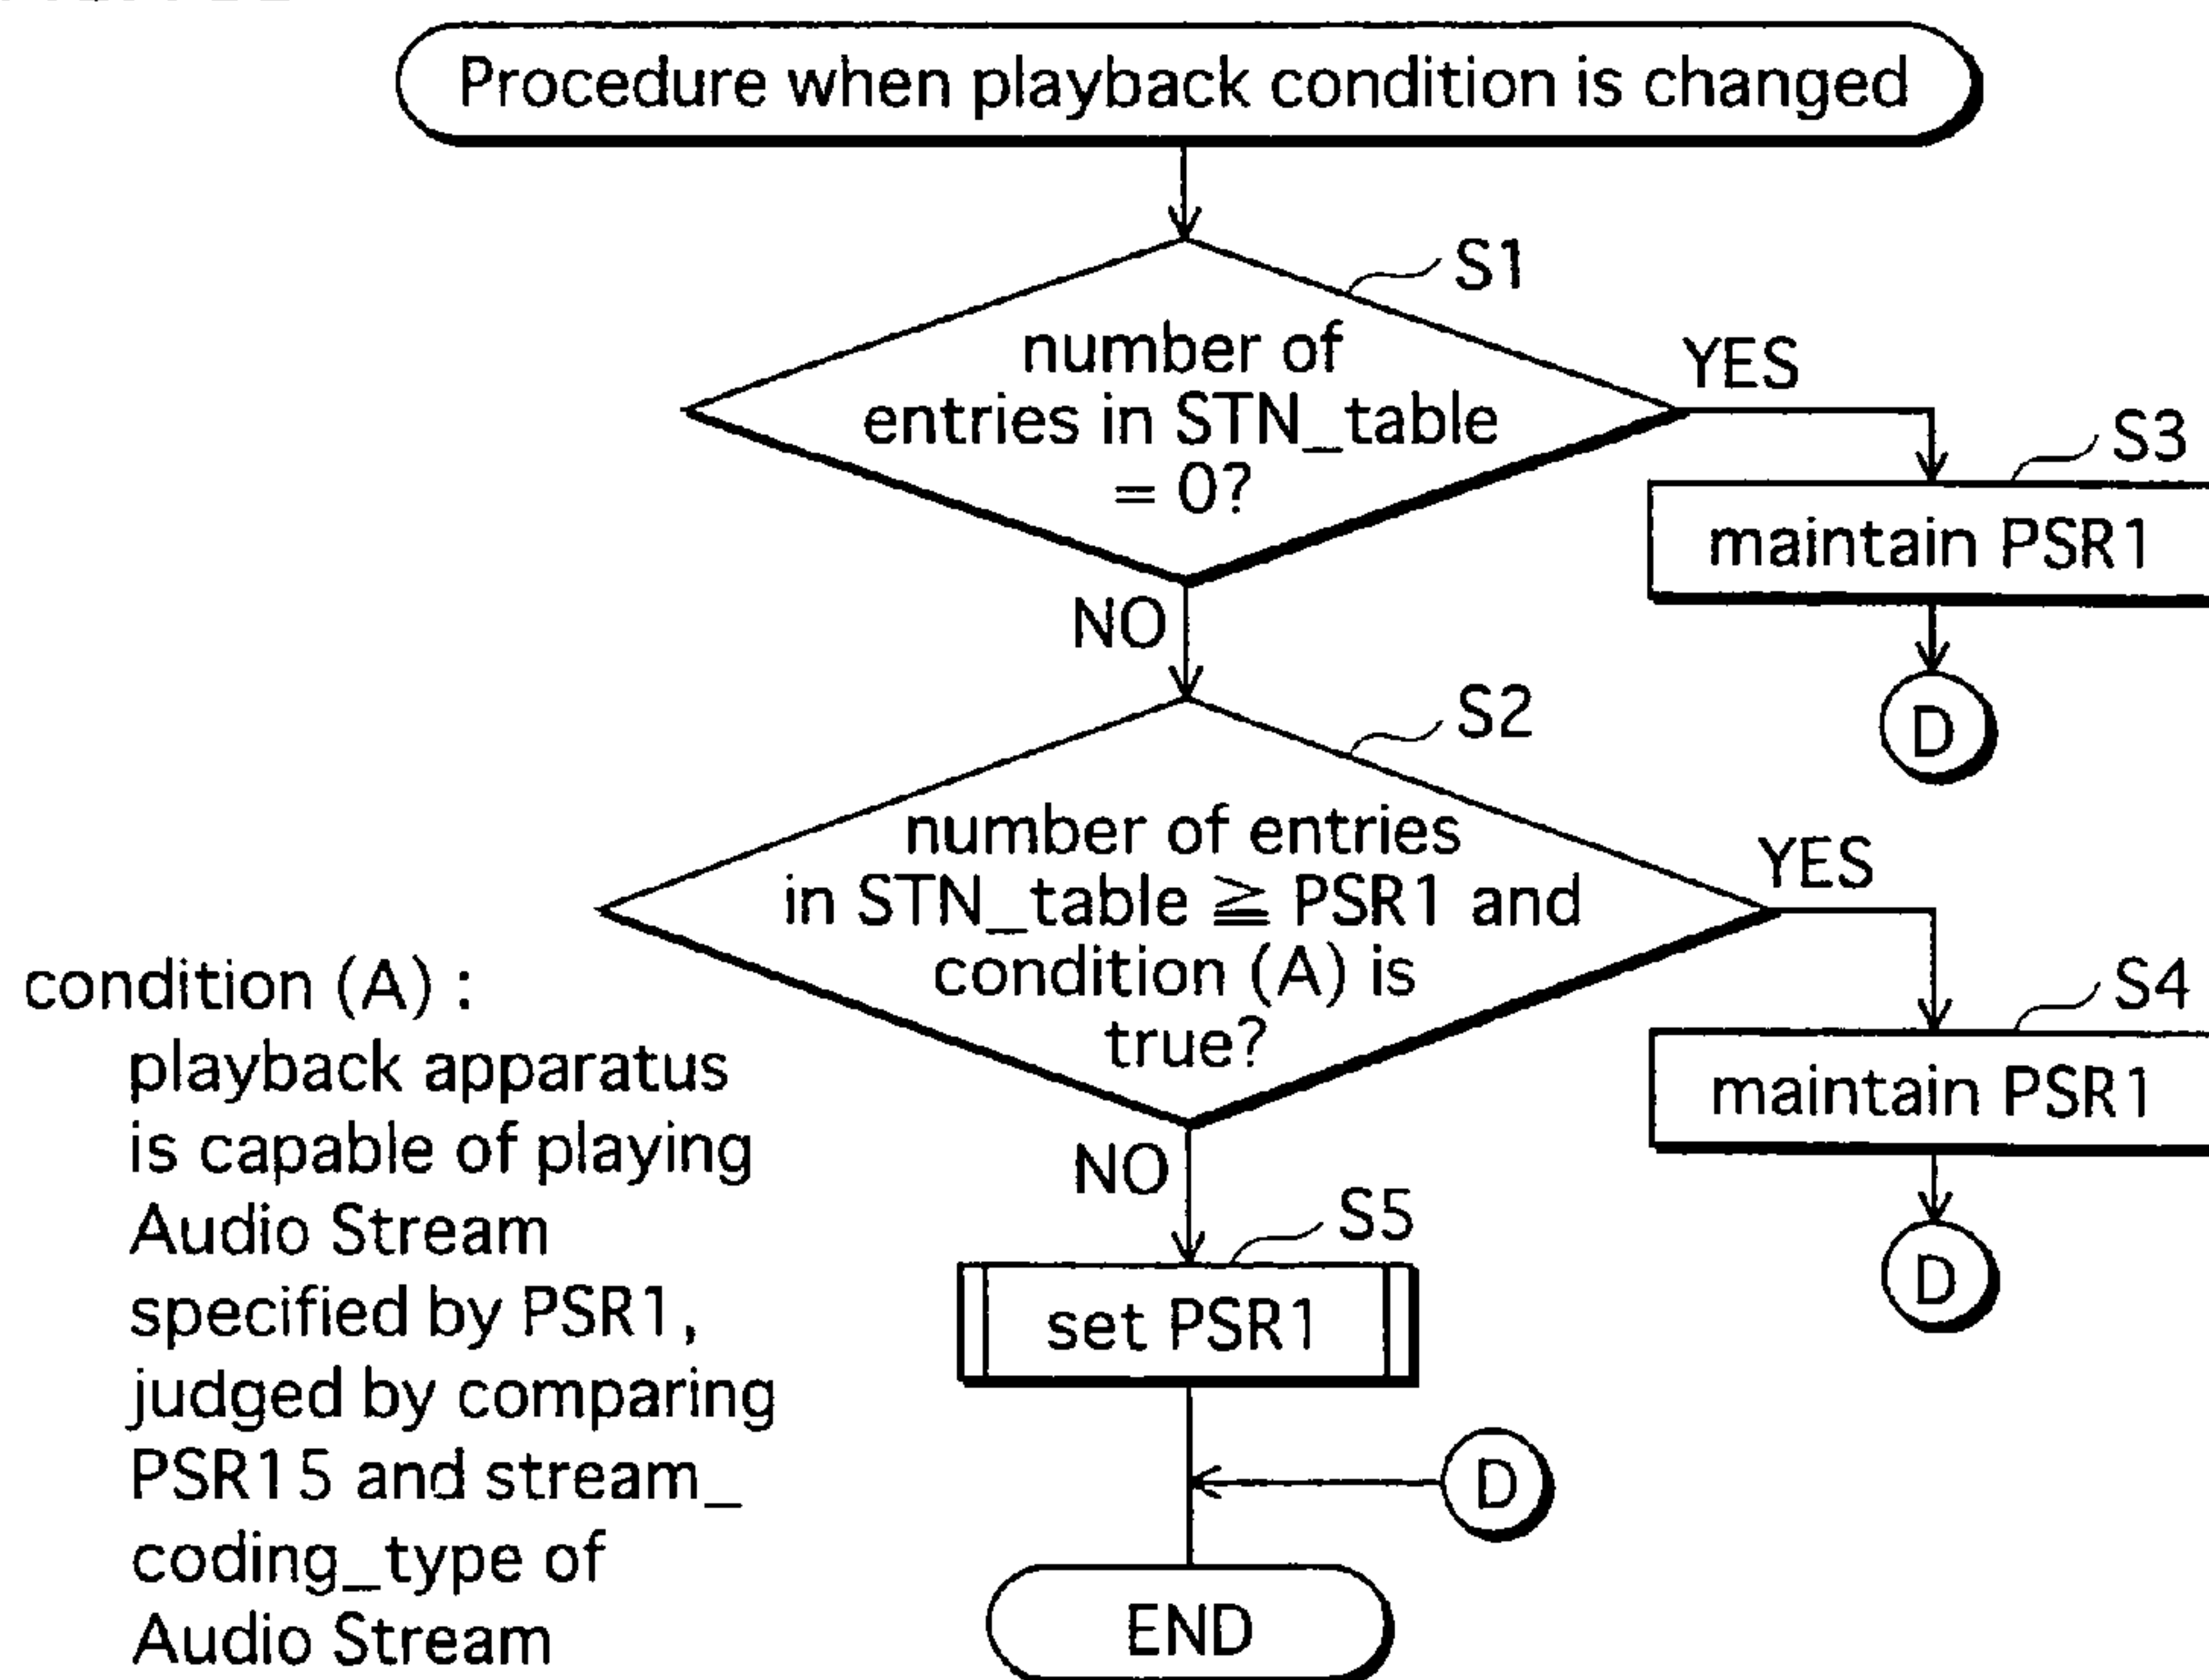 Procedure when playback condition is changed
S1
number of
entries in STN_table
= 0?
YES
S3
maintain PSR1
D
NO
S2
number of entries
in STN_table ≧ PSR1 and
condition (A) is
true?
YES
S4
maintain PSR1
D
NO
S5
set PSR1
D
END
condition (A) :
playback apparatus
is capable of playing
Audio Stream
specified by PSR1,
judged by comparing
PSR15 and stream_
coding_type of
Audio Stream